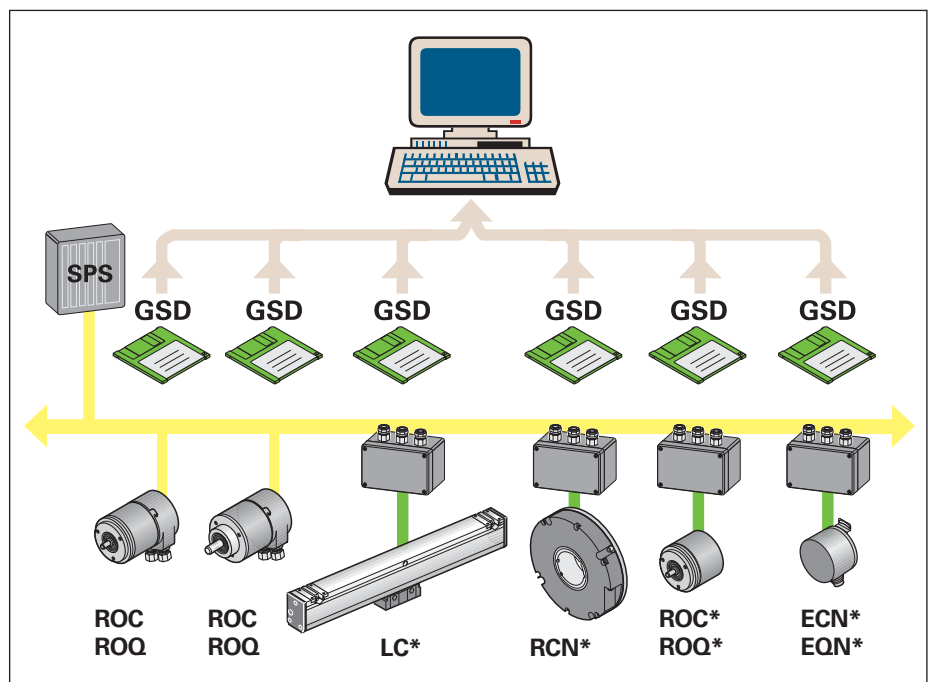 SPS
GSD GSD GSD GSD GSD GSD
ROC ROC LC* RCN* ROC* ECN*
ROQ ROQ ROQ* EQN*